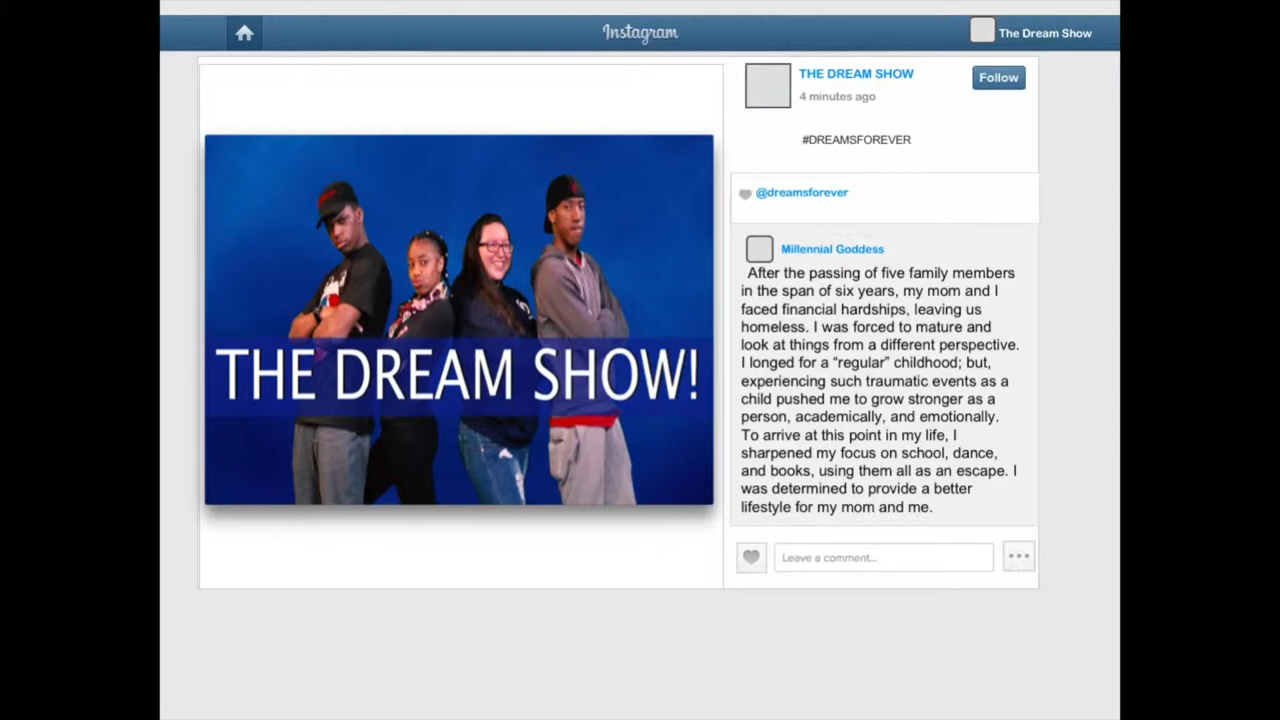 Instagram
The Dream Show
THE DREAM SHOW
Follow
4 minutes ago
#DREAMSFOREVER
@dreamsforever
THE DREAM SHOW!
Millennial Goddess
After the passing of five family members
in the span of six years, my mom and I
faced financial hardships, leaving us
homeless. I was forced to mature and
look at things from a different perspective.
I longed for a “regular” childhood; but,
experiencing such traumatic events as a
child pushed me to grow stronger as a
person, academically, and emotionally.
To arrive at this point in my life, I
sharpened my focus on school, dance,
and books, using them all as an escape. I
was determined to provide a better
lifestyle for my mom and me.
Leave a comment...